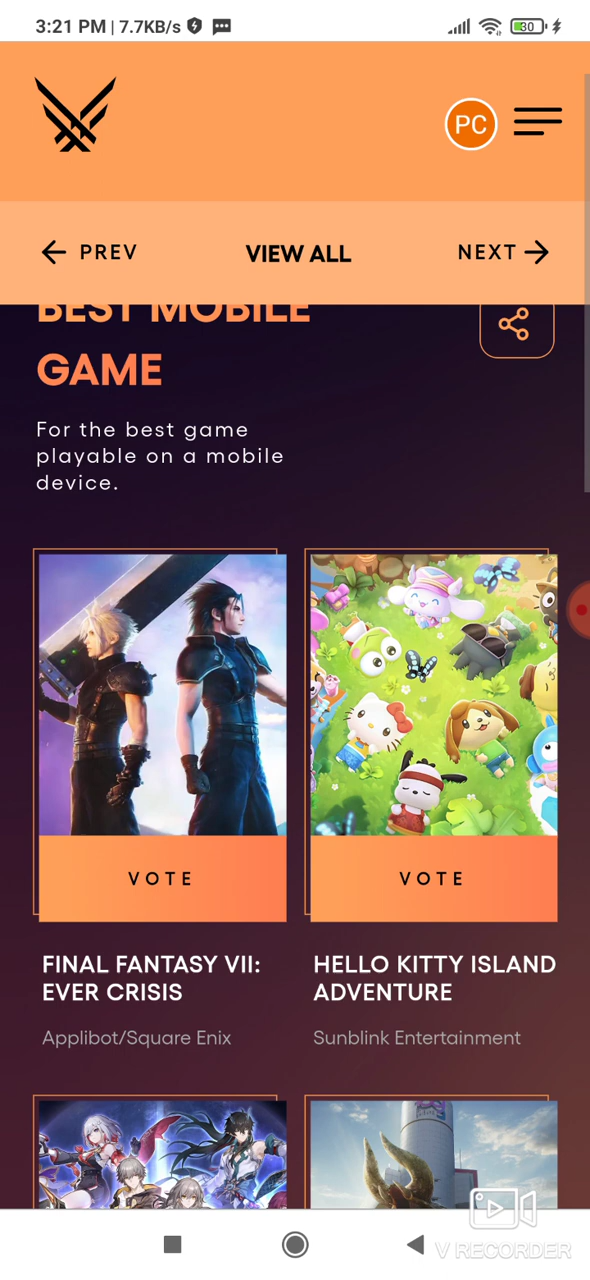 3:21 PM | 7.7KB/s
30
PC
PREV VIEW ALL NEXT
BEST MOBILE
GAME
For the best game
playable on a mobile
device.
VOTE VOTE
FINAL FANTASY VII:
EVER CRISIS
Applibot/Square Enix
HELLO KITTY ISLAND
ADVENTURE
Sunblink Entertainment
V RECORDER